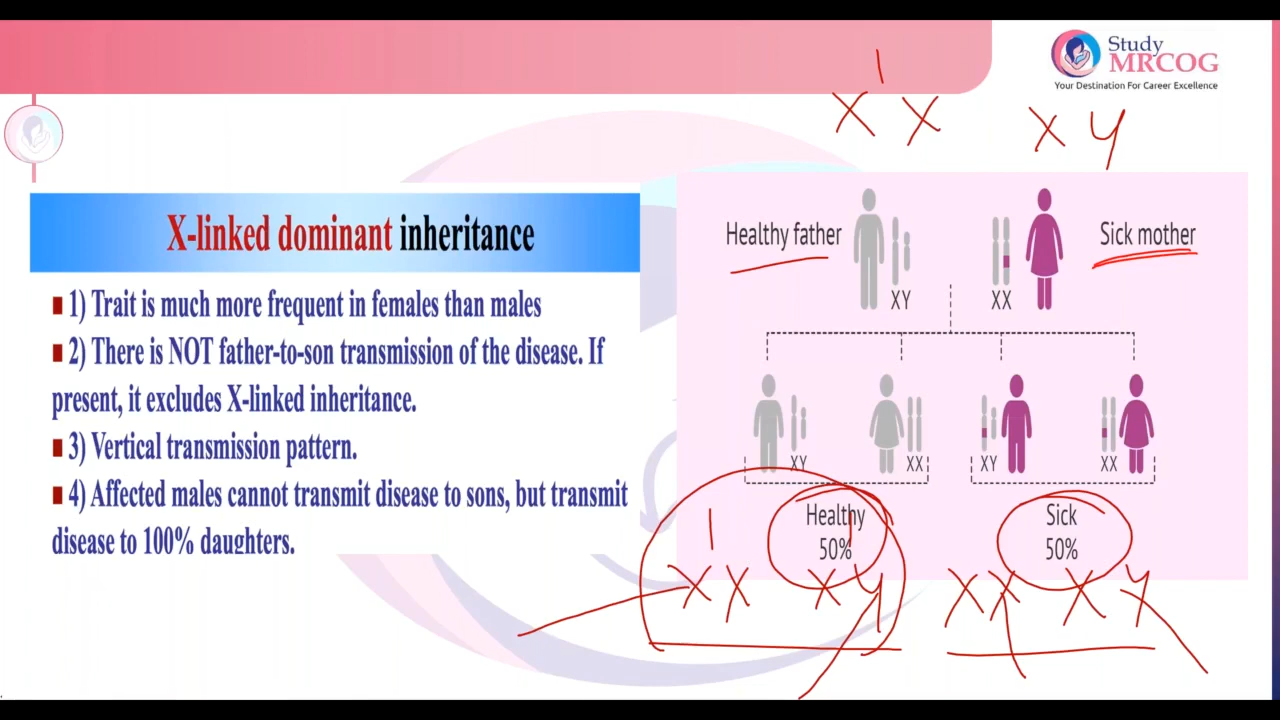 Study
MRCOG
Your Destination For Career Excellence
X X X Y
X-linked dominant inheritance
1) Trait is much more frequent in females than males
2) There is NOT father-to-son transmission of the disease. If
present, it excludes X-linked inheritance.
3) Vertical transmission pattern.
4) Affected males cannot transmit disease to sons, but transmit
disease to 100% daughters.
Healthy father
Sick mother
XY
XX
XY
XX
XY
XX
Healthy
50%
Sick
50%
X X X Y X X X Y